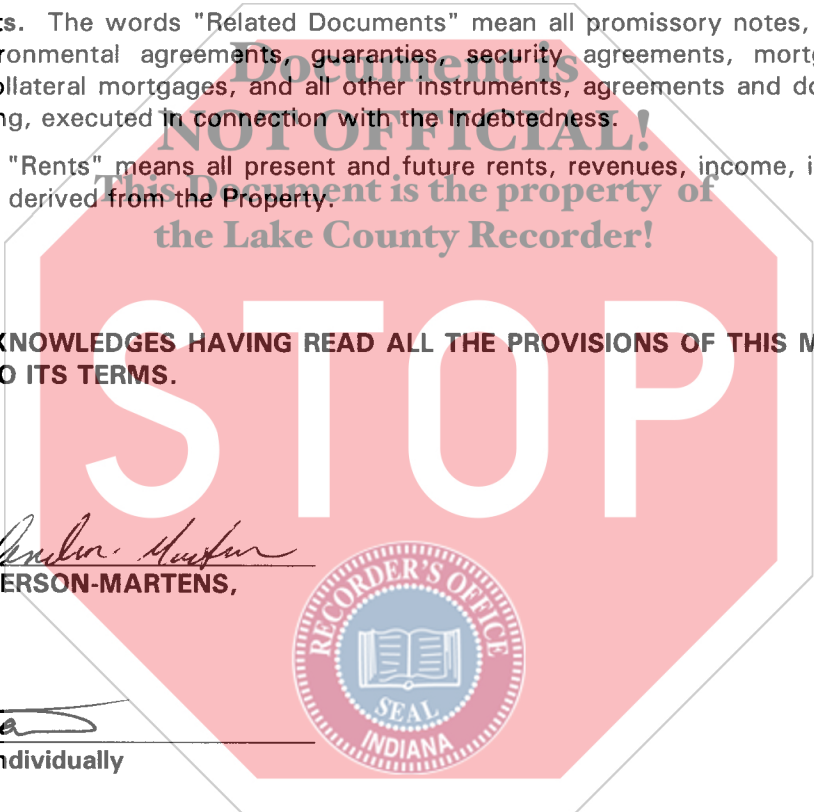 ts. The words "Related Documents" mean all promissory notes,
ronmental agreements, guaranties, security agreements, mortg
Document is
ollateral mortgages, and all other instruments, agreements and do
ng, executed in connection with the Indebtedness.
NOT OFFICIAL!
"Rents" means all present and future rents, revenues, income, i
derived from the Property.
This Document is the property of
the Lake County Recorder!
STOP
KNOWLEDGES HAVING READ ALL THE PROVISIONS OF THIS M
O ITS TERMS.
ERSON-MARTENS,
RECORDER'S OFFICE
SEAL
INDIANA
ndividually